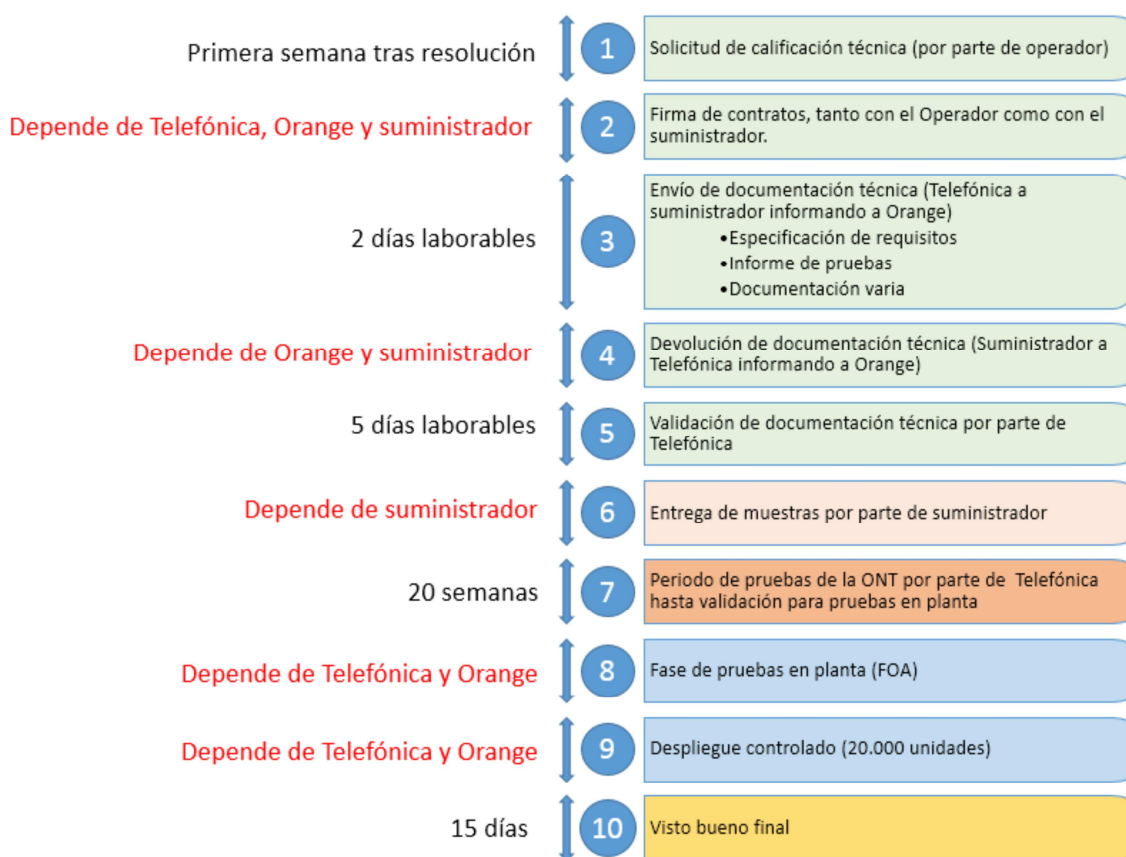 Primera semana tras resolución
1
Solicitud de calificación técnica (por parte de operador)
Depende de Telefónica, Orange y suministrador
2
Firma de contratos, tanto con el Operador como con el
suministrador.
2 días laborables
3
Envío de documentación técnica (Telefónica a
suministrador informando a Orange)
•Especificación de requisitos
•Informe de pruebas
•Documentación varia
Depende de Orange y suministrador
4
Devolución de documentación técnica (Suministrador a
Telefónica informando a Orange)
5 días laborables
5
Validación de documentación técnica por parte de
Telefónica
Depende de suministrador
6
Entrega de muestras por parte de suministrador
20 semanas
7
Periodo de pruebas de la ONT por parte de Telefónica
hasta validación para pruebas en planta
Depende de Telefónica y Orange
8
Fase de pruebas en planta (FOA)
Depende de Telefónica y Orange
9
Despliegue controlado (20.000 unidades)
15 días
10
Visto bueno final